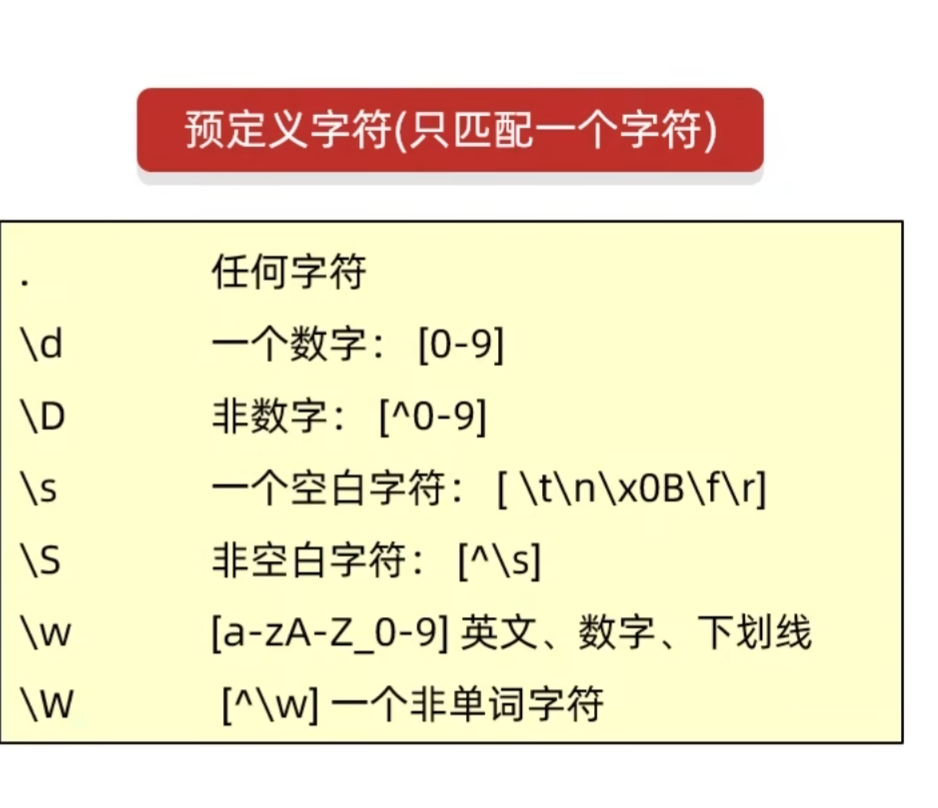 预定义字符(只匹配一个字符)
. 任何字符
\d 一个数字： [0-9]
\D 非数字： [^0-9]
\s 一个空白字符： [ \t\n\x0B\f\r]
\S 非空白字符： [^\s]
\w [a-zA-Z_0-9] 英文、数字、下划线
\W [^\w] 一个非单词字符